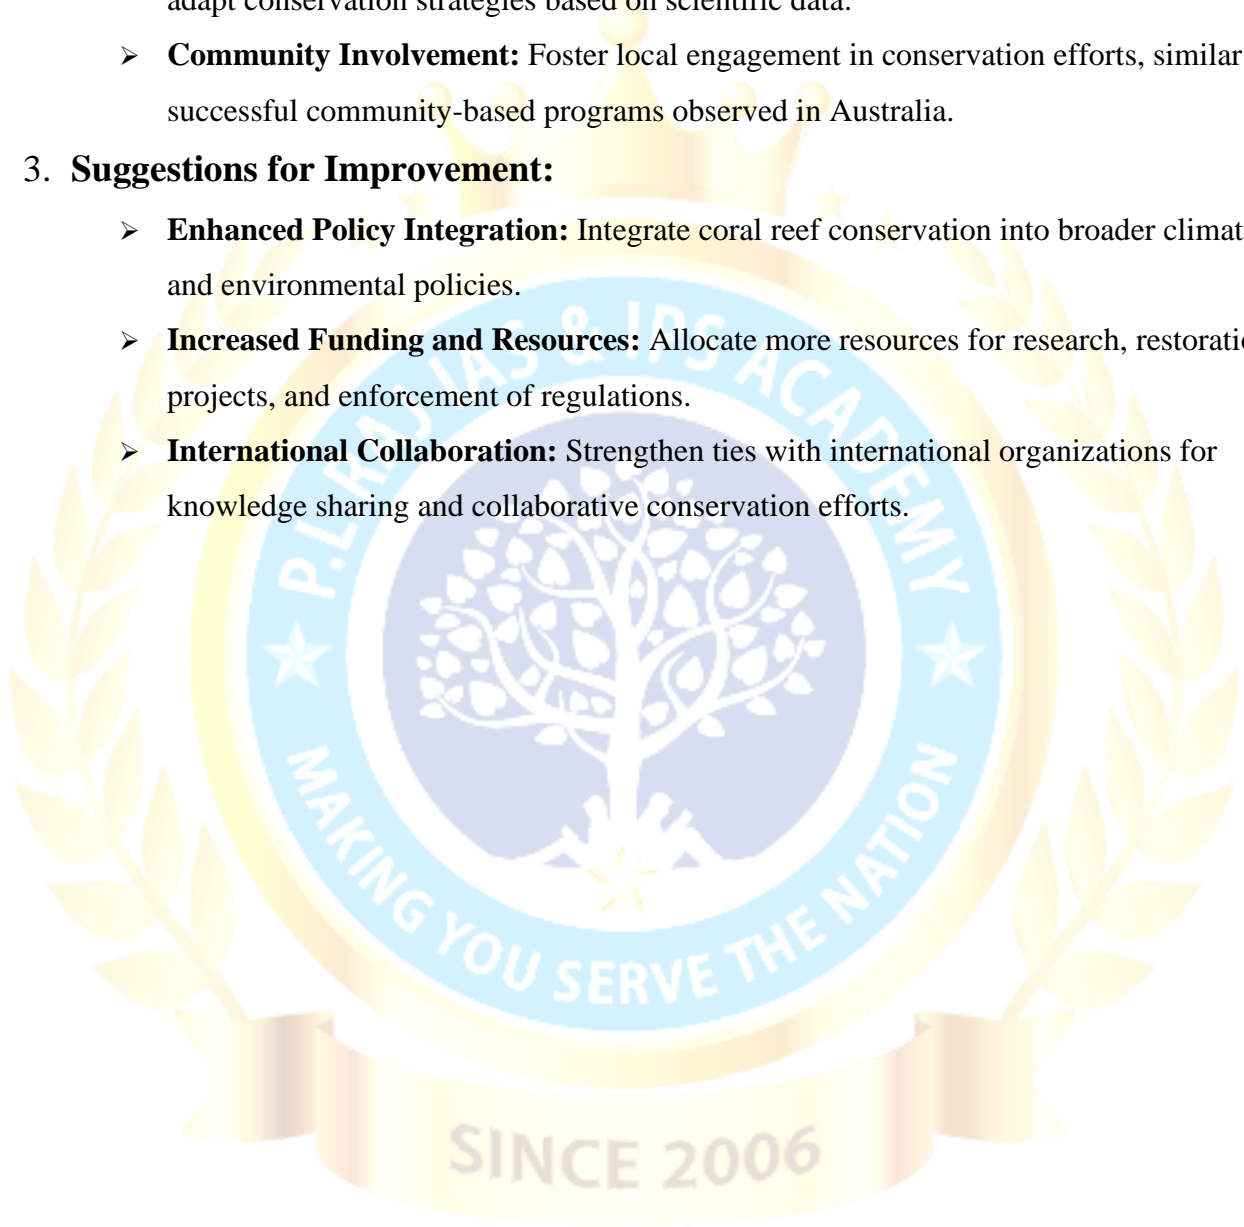 adapt conservation strategies based on scientific data.
➢ Community Involvement: Foster local engagement in conservation efforts, similar
successful community-based programs observed in Australia.
3. Suggestions for Improvement:
➢ Enhanced Policy Integration: Integrate coral reef conservation into broader climat
and environmental policies.
➢ Increased Funding and Resources: Allocate more resources for research, restorati
projects, and enforcement of regulations.
➢ International Collaboration: Strengthen ties with international organizations for
knowledge sharing and collaborative conservation efforts.
P.L. RAJ IAS & IPS ACADEMY
MAKING YOU SERVE THE NATION
SINCE 2006